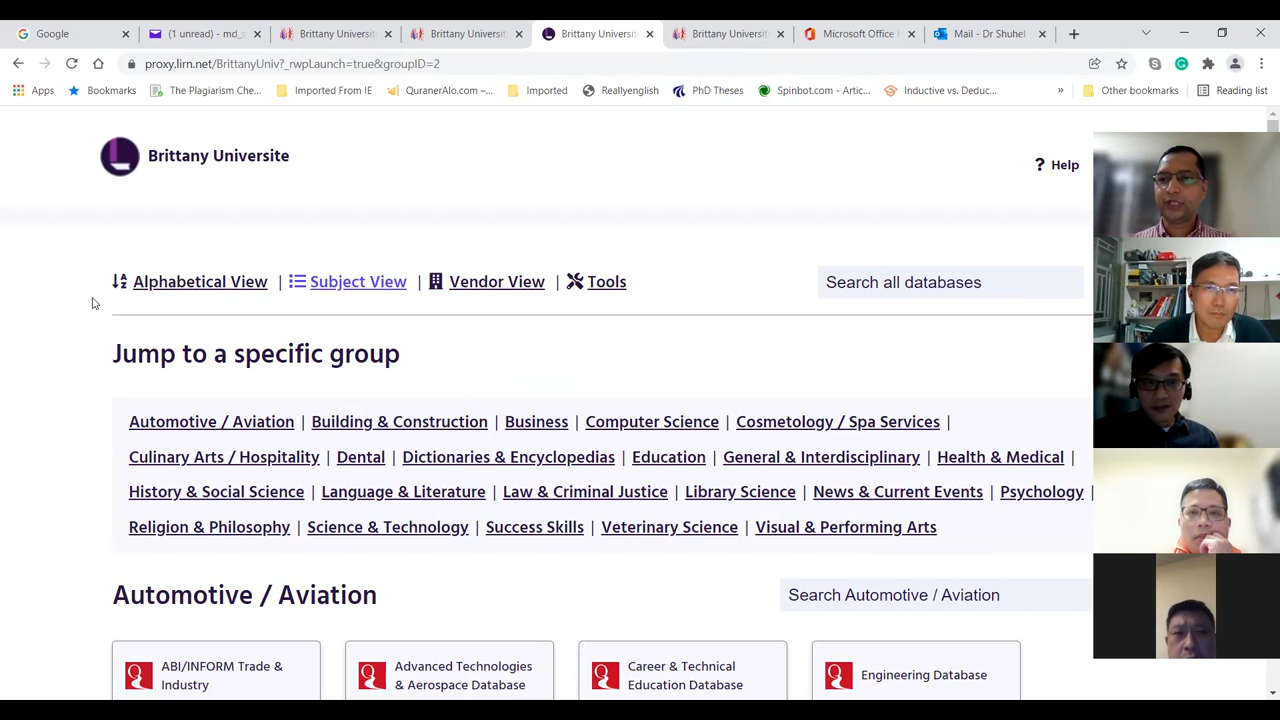 Google
(1 unread) - md_s
Brittany Universit
Brittany Universit
Brittany Universit
Brittany Universit
Microsoft Office H
Mail - Dr Shuhel
proxy.lirn.net/BrittanyUniv?_rwpLaunch=true&groupID=2
Apps
Bookmarks
The Plagiarism Che...
Imported From IE
QuranerAlo.com –...
Imported
Reallyenglish
PhD Theses
Spinbot.com - Artic...
Inductive vs. Deduc...
»
Other bookmarks
Reading list
Brittany Universite
? Help
Alphabetical View | Subject View | Vendor View | Tools
Search all databases
Jump to a specific group
Automotive / Aviation | Building & Construction | Business | Computer Science | Cosmetology / Spa Services |
Culinary Arts / Hospitality | Dental | Dictionaries & Encyclopedias | Education | General & Interdisciplinary | Health & Medical |
History & Social Science | Language & Literature | Law & Criminal Justice | Library Science | News & Current Events | Psychology |
Religion & Philosophy | Science & Technology | Success Skills | Veterinary Science | Visual & Performing Arts
Automotive / Aviation
Search Automotive / Aviation
ABI/INFORM Trade &
Industry
Advanced Technologies
& Aerospace Database
Career & Technical
Education Database
Engineering Database